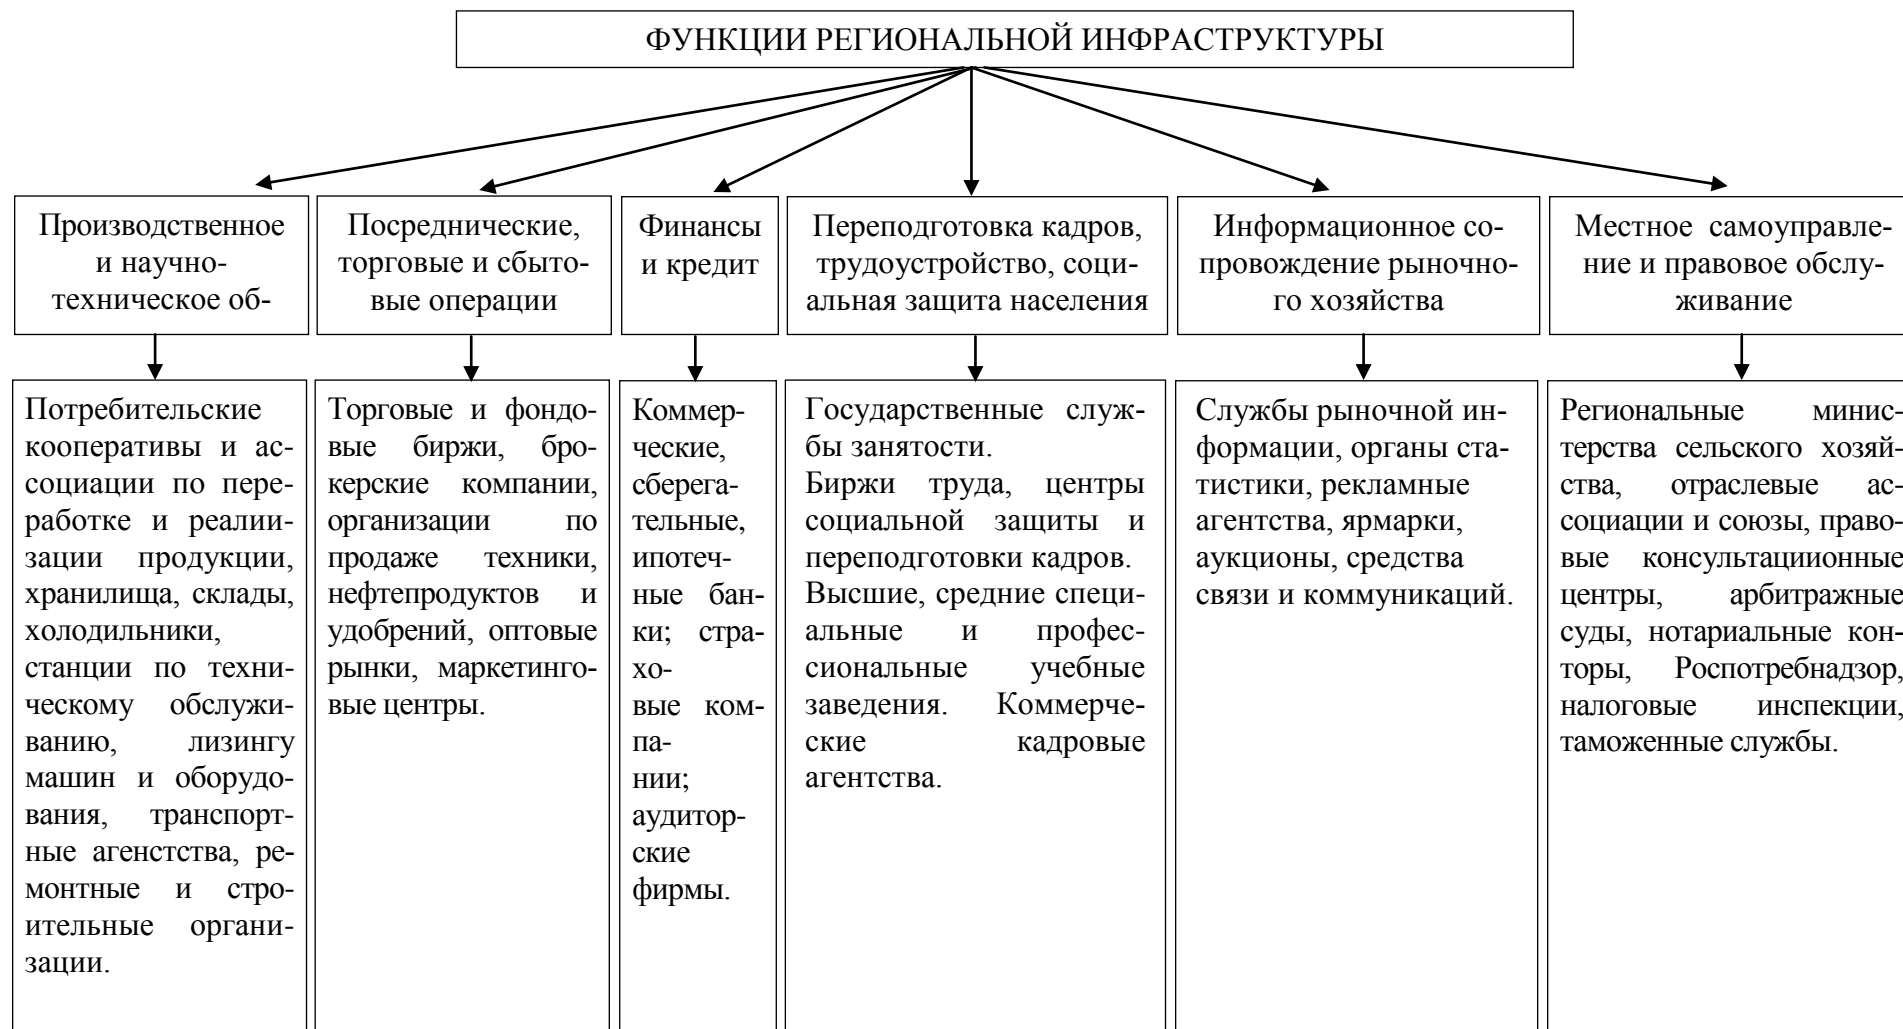 ФУНКЦИИ РЕГИОНАЛЬНОЙ ИНФРАСТРУКТУРЫ
Производственное
и научно-
техническое об-
Посреднические,
торговые и сбыто-
вые операции
Финансы
и кредит
Переподготовка кадров,
трудоустройство, соци-
альная защита населения
Информационное со-
провождение рыночно-
го хозяйства
Местное самоуправле-
ние и правовое обслу-
живание
Потребительские
кооперативы и ас-
социации по пере-
работке и реалии-
зации продукции,
хранилища, склады,
холодильники,
станции по техни-
ческому обслужи-
ванию, лизингу
машин и оборудо-
вания, транспорт-
ные агенстства, ре-
монтные и стро-
ительные органи-
зации.
Торговые и фондо-
вые биржи, бро-
керские компании,
организации по
продаже техники,
нефтепродуктов и
удобрений, оптовые
рынки, маркетинго-
вые центры.
Коммер-
ческие,
сберега-
тельные,
ипотеч-
ные бан-
ки; стра-
хо-
вые ком-
па-
нии;
аудитор-
ские
фирмы.
Государственные служ-
бы занятости.
Биржи труда, центры
социальной защиты и
переподготовки кадров.
Высшие, средние специ-
альные и профес-
сиональные учебные
заведения. Коммерче-
ские кадровые
агентства.
Службы рыночной ин-
формации, органы ста-
тистики, рекламные
агентства, ярмарки,
аукционы, средства
связи и коммуникаций.
Региональные минис-
терства сельского хозяй-
ства, отраслевые ас-
социации и союзы, право-
вые консультациионные
центры, арбитражные
суды, нотариальные кон-
торы, Роспотребнадзор,
налоговые инспекции,
таможенные службы.